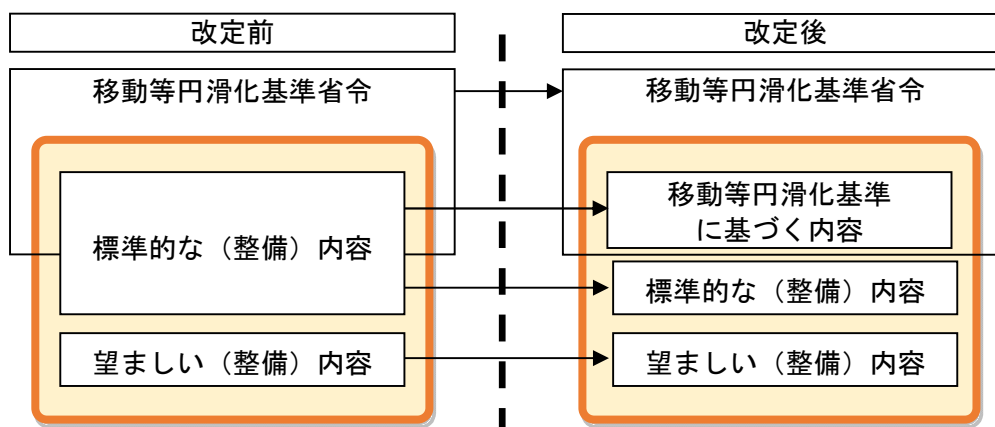 改定前
移動等円滑化基準省令
標準的な（整備）内容
望ましい（整備）内容
改定後
移動等円滑化基準省令
移動等円滑化基準
に基づく内容
標準的な（整備）内容
望ましい（整備）内容